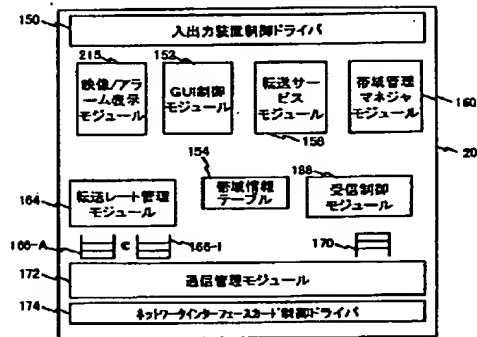 150
入出力装置制御ドライバ
215
映像/アラ
ーム表示
モジュール
152
GUI制御
モジュール
転送サー
ビスモ
ジュール
156
帯域管理
マネジャ
モジュール
160
20
154
帯域情報
テーブル
188
受信制御
モジュール
164
転送レート管理
モジュール
166-A
166-I
170
172
通信管理モジュール
174
ネットワークインターフェースカード制御ドライバ